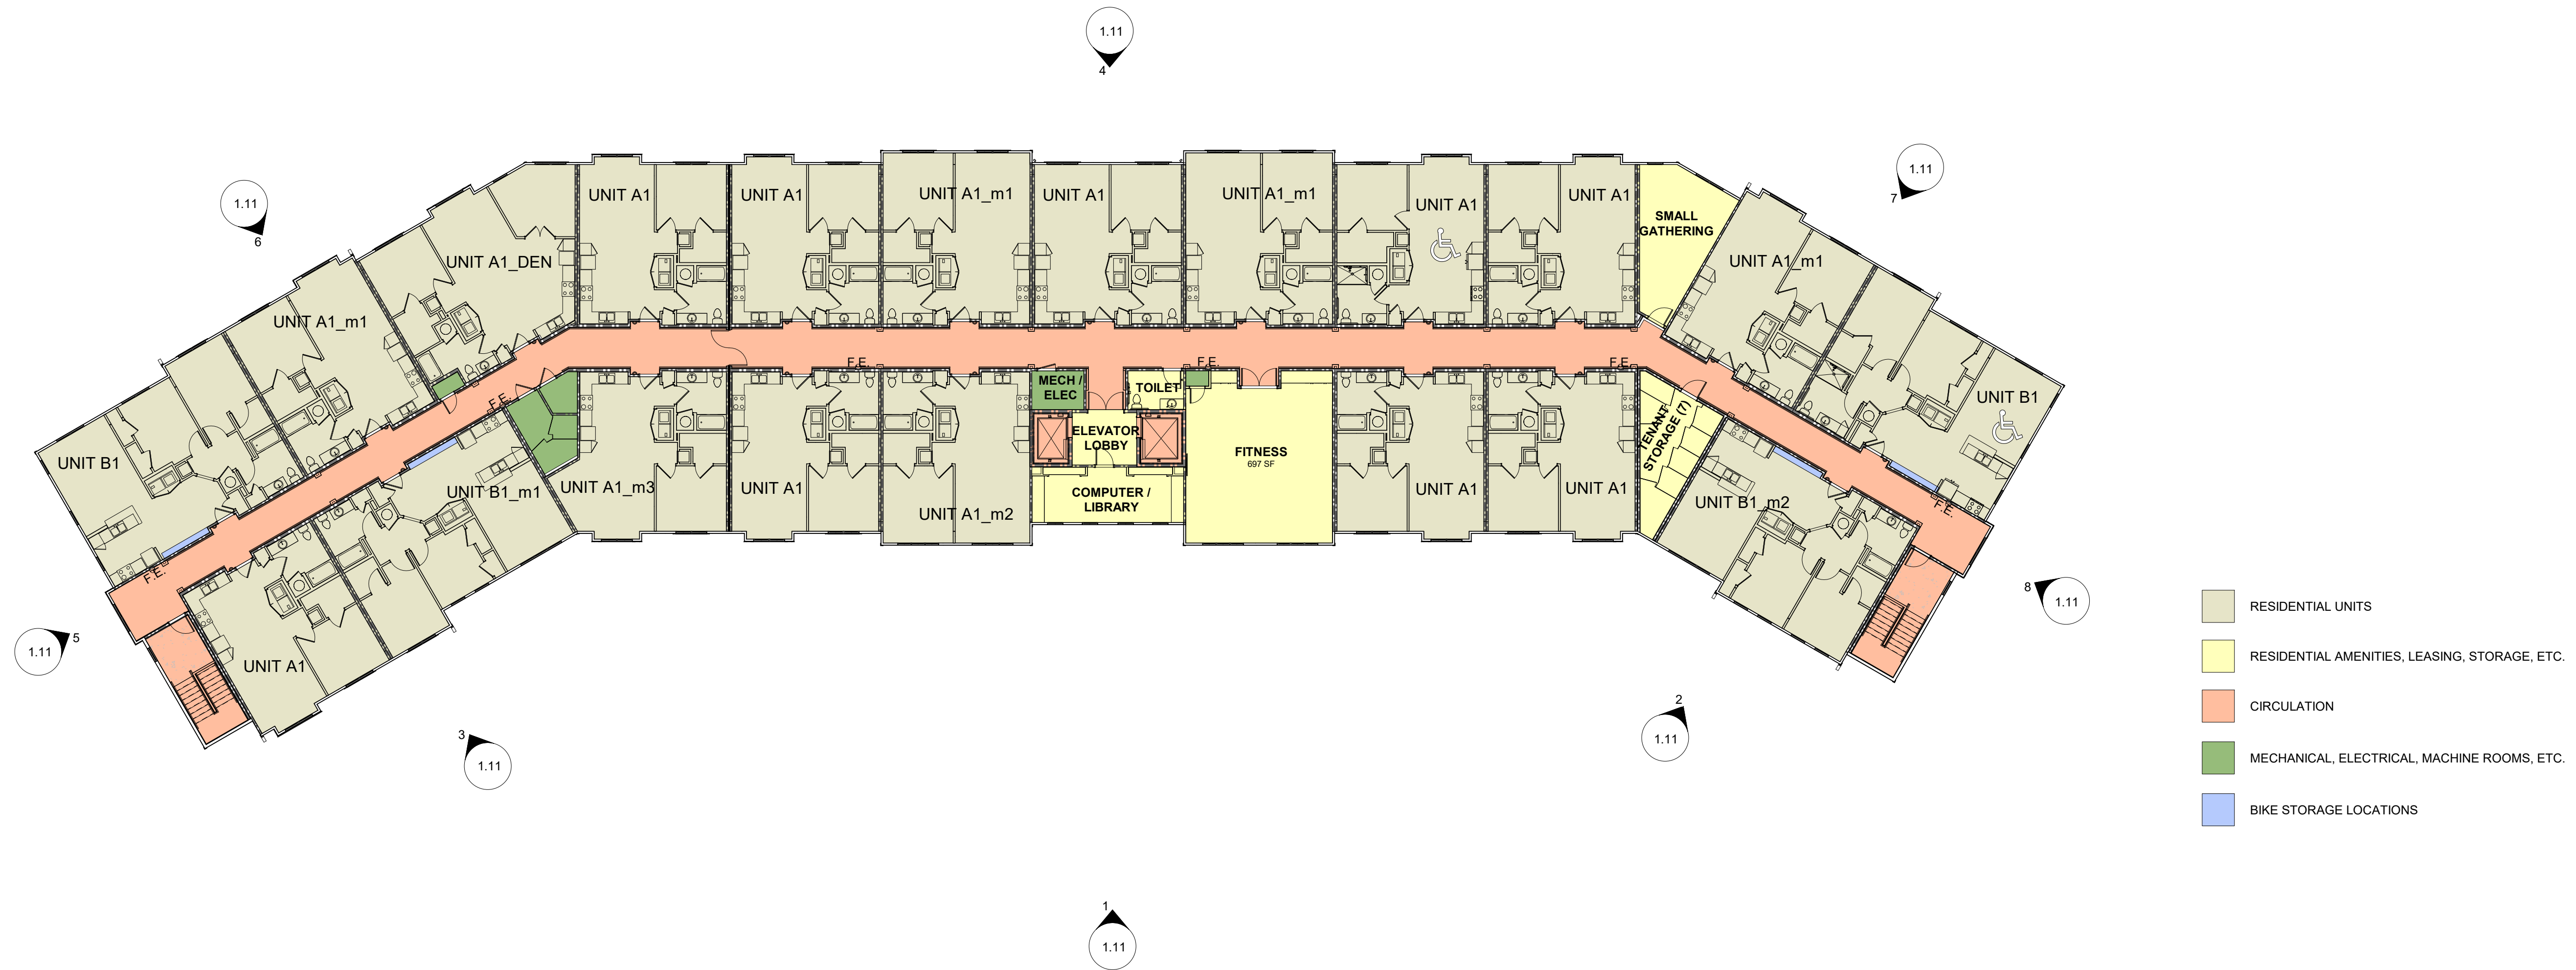 1.11
4
1.11
6
1.11
7
UNIT A1
UNIT A1
UNIT A1_m1
UNIT A1
UNIT A1_m1
UNIT A1
UNIT A1
SMALL
GATHERING
UNIT A1_DEN
UNIT A1_m1
UNIT A1_m1
UNIT B1
UNIT B1
F.E.
F.E.
F.E.
F.E.
F.E.
F.E.
MECH /
ELEC
TOILET
ELEVATOR
LOBBY
FITNESS
697 SF
COMPUTER /
LIBRARY
TENANT
STORAGE (7)
UNIT B1_m1
UNIT A1_m3
UNIT A1
UNIT A1_m2
UNIT A1
UNIT A1
UNIT B1_m2
UNIT A1
5
1.11
3
1.11
2
1.11
8
1.11
1
1.11
RESIDENTIAL UNITS
RESIDENTIAL AMENITIES, LEASING, STORAGE, ETC.
CIRCULATION
MECHANICAL, ELECTRICAL, MACHINE ROOMS, ETC.
BIKE STORAGE LOCATIONS